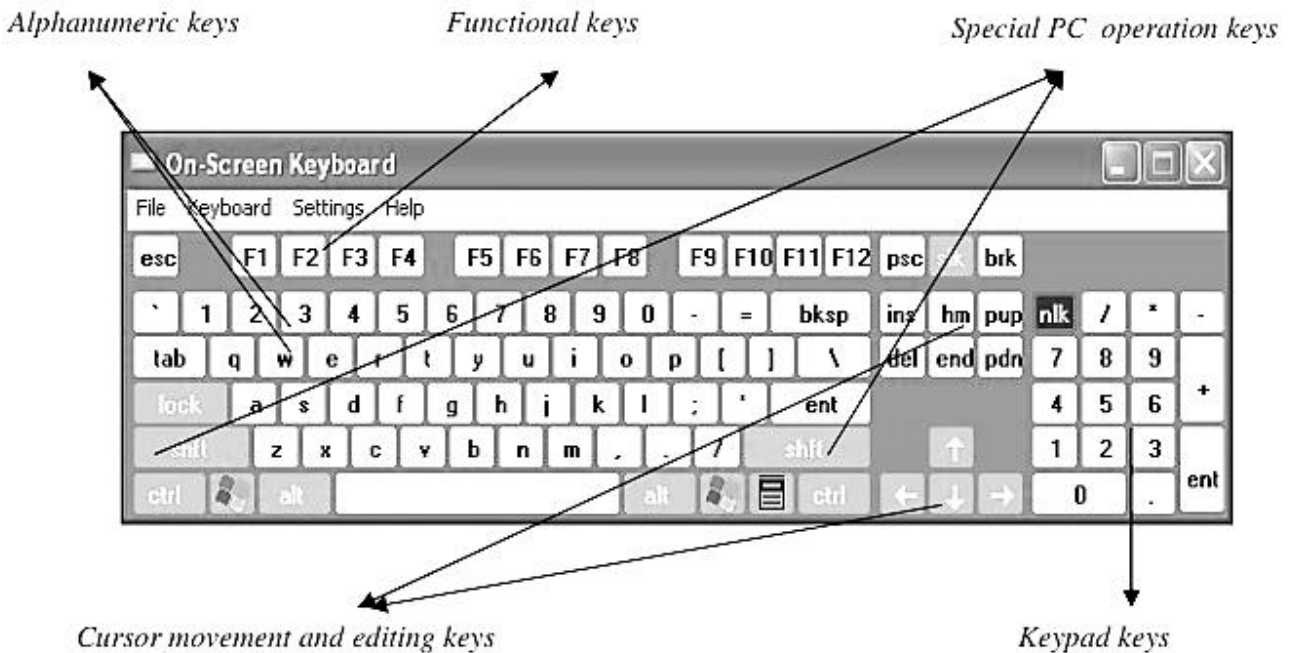 Alphanumeric keys Functional keys Special PC operation keys
On-Screen Keyboard
File Keyboard Settings Help
esc F1 F2 F3 F4 F5 F6 F7 F8 F9 F10 F11 F12 psc slk brk
` 1 2 3 4 5 6 7 8 9 0 - = bksp ins hm pup nlk / * -
tab q w e r t y u i o p [ ] \ del end pdn 7 8 9 +
lock a s d f g h j k l ; ' ent 4 5 6
shft z x c v b n m , . / shft ↑ 1 2 3 ent
ctrl alt alt ctrl ← ↓ → 0 .
Cursor movement and editing keys Keypad keys